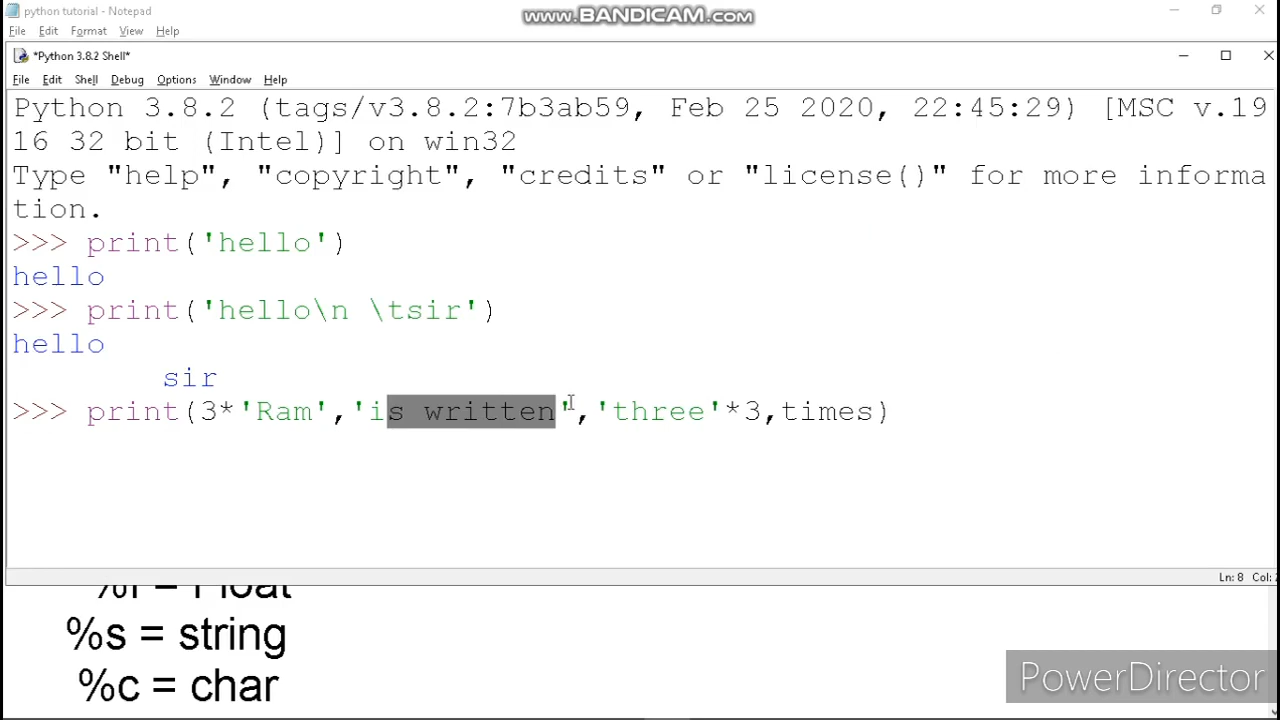 python tutorial - Notepad
www.BANDICAM.com
File Edit Format View Help
*Python 3.8.2 Shell*
File Edit Shell Debug Options Window Help
Python 3.8.2 (tags/v3.8.2:7b3ab59, Feb 25 2020, 22:45:29) [MSC v.19
16 32 bit (Intel)] on win32
Type "help", "copyright", "credits" or "license()" for more informa
tion.
>>> print('hello')
hello
>>> print('hello\n \tsir')
hello
sir
>>> print(3*'Ram','is written','three'*3,times)
Ln: 8 Col:
= Float
%s = string
%c = char
PowerDirector